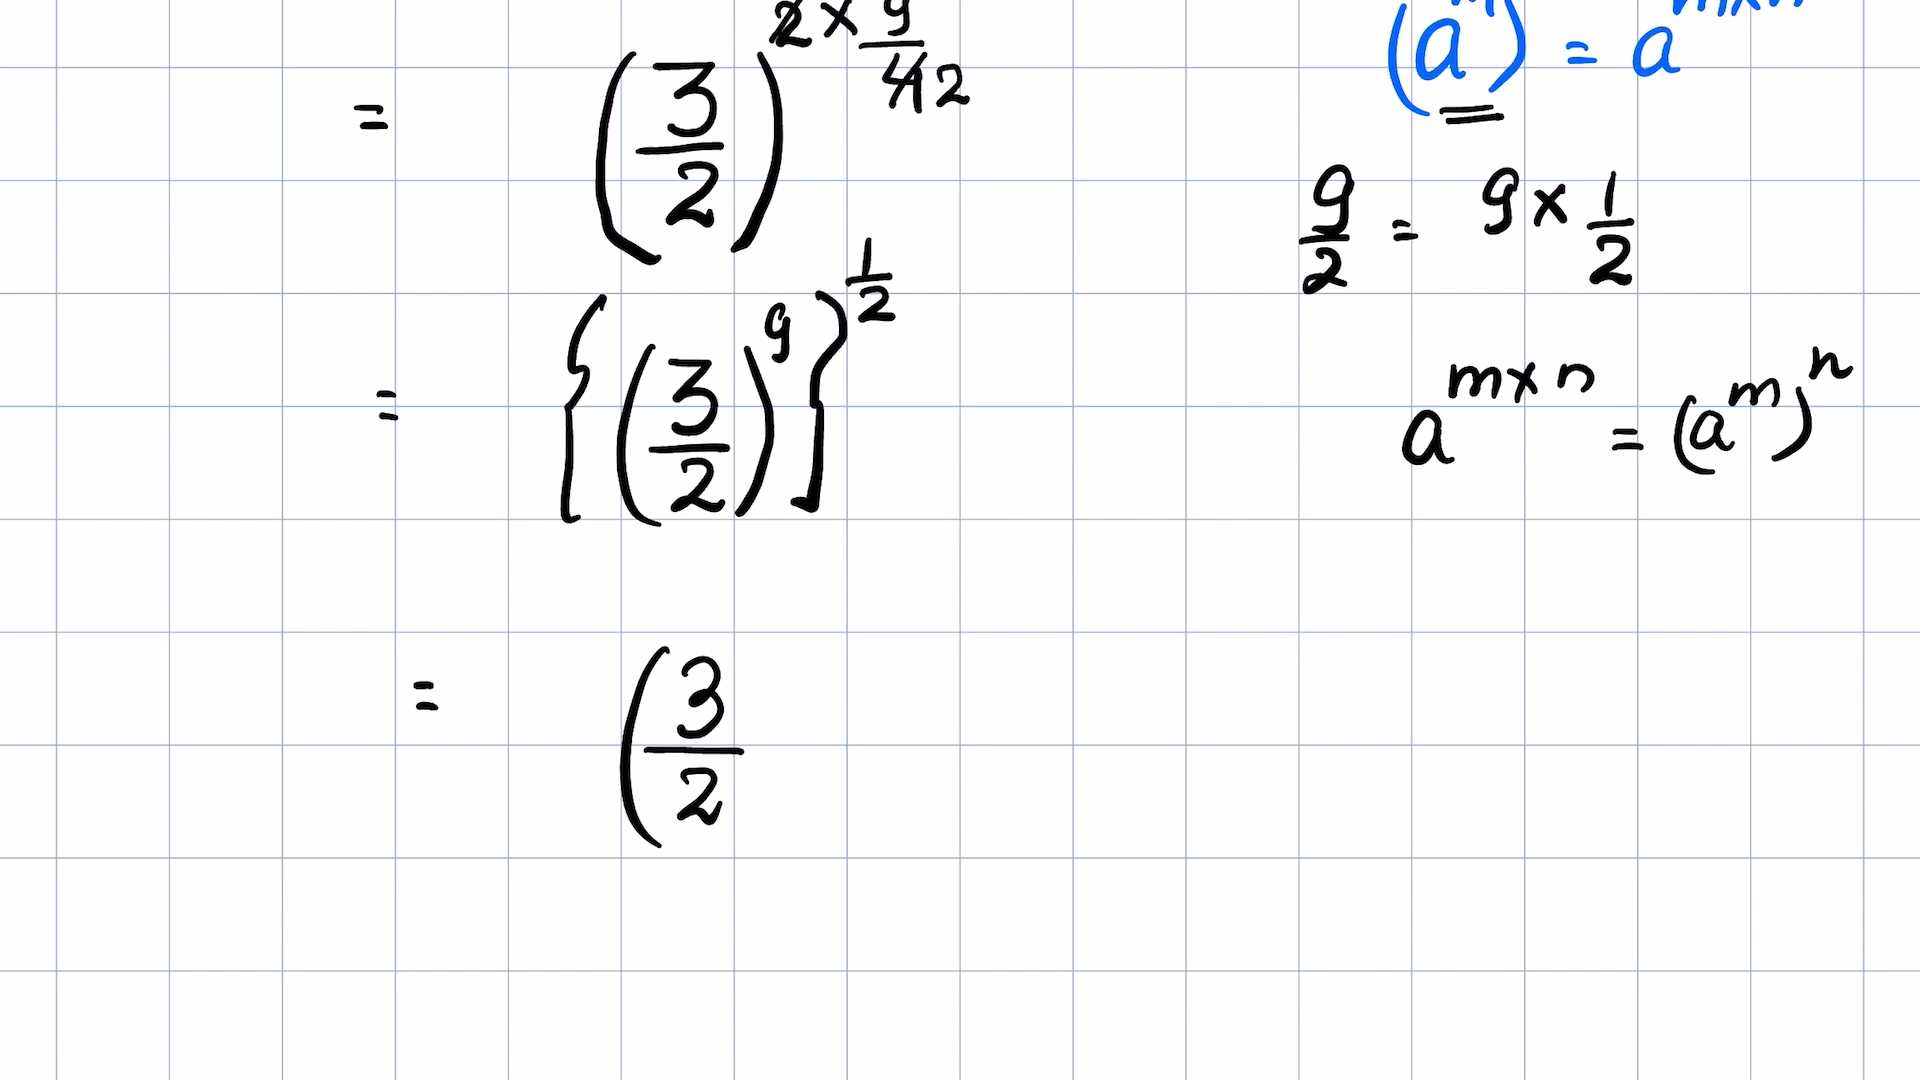 = (3/2)^(2 × 9/4 2)
(a^m) = a^(m×n)
9/2 = 9 × 1/2
= {(3/2)^9}^(1/2)
a^(m×n) = (a^m)^n
= (3/2